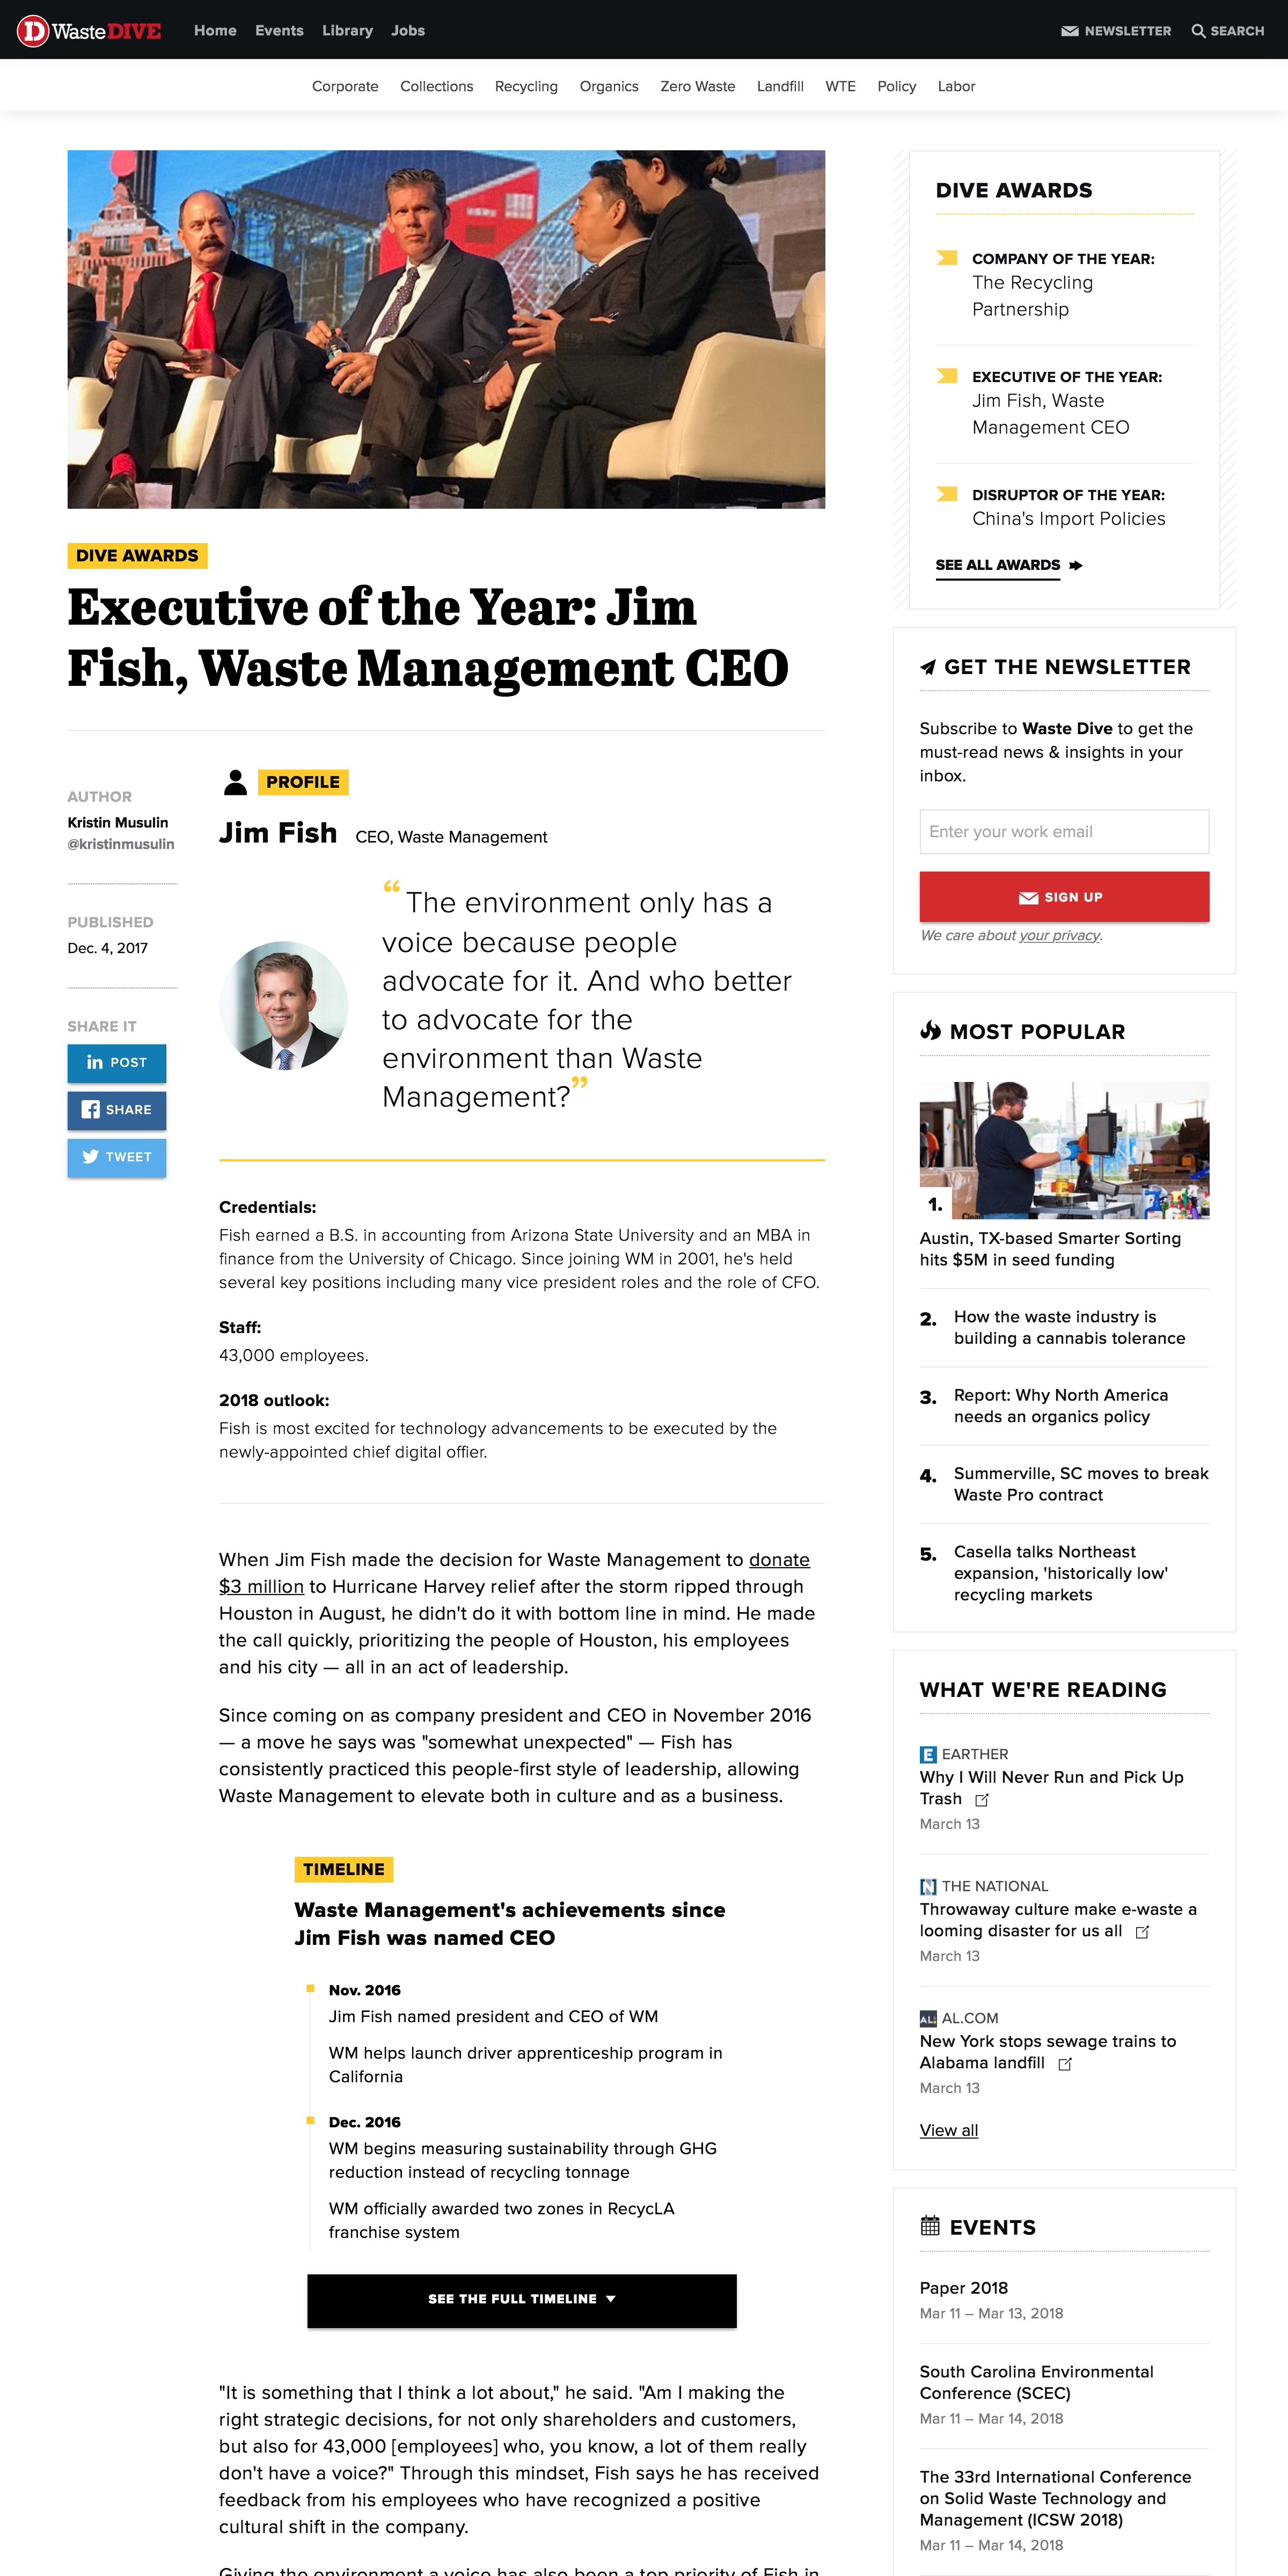 D WasteDIVE
Home
Events
Library
Jobs
NEWSLETTER
SEARCH
Corporate
Collections
Recycling
Organics
Zero Waste
Landfill
WTE
Policy
Labor
DIVE AWARDS
Executive of the Year: Jim
Fish, Waste Management CEO
AUTHOR
Kristin Musulin
@kristinmusulin
PUBLISHED
Dec. 4, 2017
SHARE IT
in POST
SHARE
TWEET
PROFILE
Jim Fish CEO, Waste Management
“ The environment only has a
voice because people
advocate for it. And who better
to advocate for the
environment than Waste
Management?”
Credentials:
Fish earned a B.S. in accounting from Arizona State University and an MBA in
finance from the University of Chicago. Since joining WM in 2001, he's held
several key positions including many vice president roles and the role of CFO.
Staff:
43,000 employees.
2018 outlook:
Fish is most excited for technology advancements to be executed by the
newly-appointed chief digital offier.
When Jim Fish made the decision for Waste Management to donate
$3 million to Hurricane Harvey relief after the storm ripped through
Houston in August, he didn't do it with bottom line in mind. He made
the call quickly, prioritizing the people of Houston, his employees
and his city — all in an act of leadership.
Since coming on as company president and CEO in November 2016
— a move he says was "somewhat unexpected" — Fish has
consistently practiced this people-first style of leadership, allowing
Waste Management to elevate both in culture and as a business.
TIMELINE
Waste Management's achievements since
Jim Fish was named CEO
Nov. 2016
Jim Fish named president and CEO of WM
WM helps launch driver apprenticeship program in
California
Dec. 2016
WM begins measuring sustainability through GHG
reduction instead of recycling tonnage
WM officially awarded two zones in RecycLA
franchise system
SEE THE FULL TIMELINE
"It is something that I think a lot about," he said. "Am I making the
right strategic decisions, for not only shareholders and customers,
but also for 43,000 [employees] who, you know, a lot of them really
don't have a voice?" Through this mindset, Fish says he has received
feedback from his employees who have recognized a positive
cultural shift in the company.
Giving the environment a voice has also been a top priority of Fish in
DIVE AWARDS
COMPANY OF THE YEAR:
The Recycling
Partnership
EXECUTIVE OF THE YEAR:
Jim Fish, Waste
Management CEO
DISRUPTOR OF THE YEAR:
China's Import Policies
SEE ALL AWARDS
GET THE NEWSLETTER
Subscribe to Waste Dive to get the
must-read news & insights in your
inbox.
Enter your work email
SIGN UP
We care about your privacy.
MOST POPULAR
1.
Austin, TX-based Smarter Sorting
hits $5M in seed funding
2. How the waste industry is
building a cannabis tolerance
3. Report: Why North America
needs an organics policy
4. Summerville, SC moves to break
Waste Pro contract
5. Casella talks Northeast
expansion, 'historically low'
recycling markets
WHAT WE'RE READING
E EARTHER
Why I Will Never Run and Pick Up
Trash
March 13
N THE NATIONAL
Throwaway culture make e-waste a
looming disaster for us all
March 13
AL AL.COM
New York stops sewage trains to
Alabama landfill
March 13
View all
EVENTS
Paper 2018
Mar 11 – Mar 13, 2018
South Carolina Environmental
Conference (SCEC)
Mar 11 – Mar 14, 2018
The 33rd International Conference
on Solid Waste Technology and
Management (ICSW 2018)
Mar 11 – Mar 14, 2018